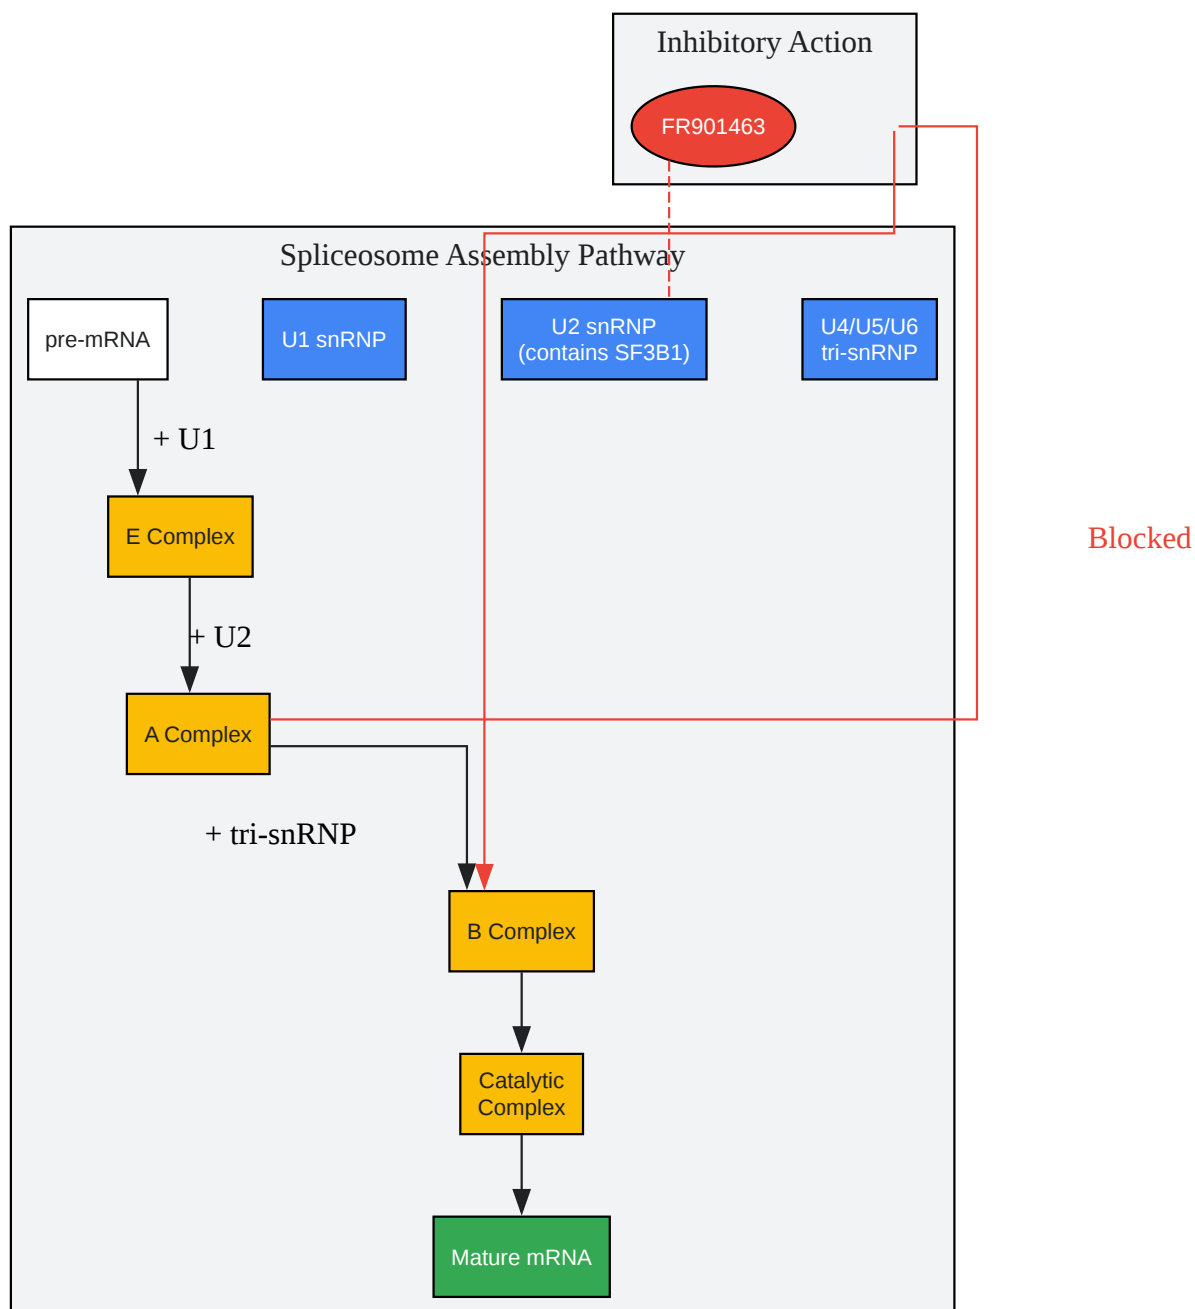 Inhibitory Action
FR901463
Spliceosome Assembly Pathway
pre-mRNA
U1 snRNP
U2 snRNP
(contains SF3B1)
U4/U5/U6
tri-snRNP
+ U1
E Complex
Blocked
+ U2
A Complex
+ tri-snRNP
B Complex
Catalytic
Complex
Mature mRNA